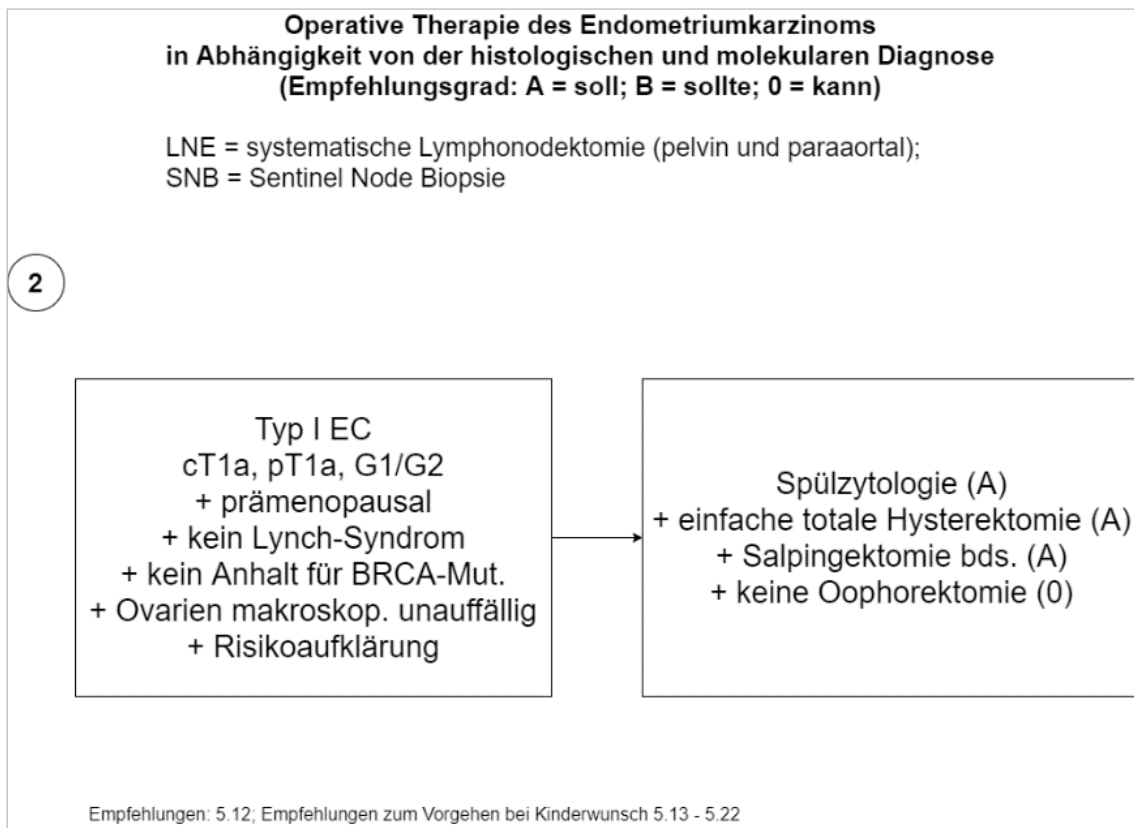 Operative Therapie des Endometriumkarzinoms
in Abhängigkeit von der histologischen und molekularen Diagnose
(Empfehlungsgrad: A = soll; B = sollte; 0 = kann)
LNE = systematische Lymphonodektomie (pelvin und paraaortal);
SNB = Sentinel Node Biopsie
2
Typ I EC
cT1a, pT1a, G1/G2
+ prämenopausal
+ kein Lynch-Syndrom
+ kein Anhalt für BRCA-Mut.
+ Ovarien makroskop. unauffällig
+ Risikoaufklärung
Spülzytologie (A)
+ einfache totale Hysterektomie (A)
+ Salpingektomie bds. (A)
+ keine Oophorektomie (0)
Empfehlungen: 5.12; Empfehlungen zum Vorgehen bei Kinderwunsch 5.13 - 5.22